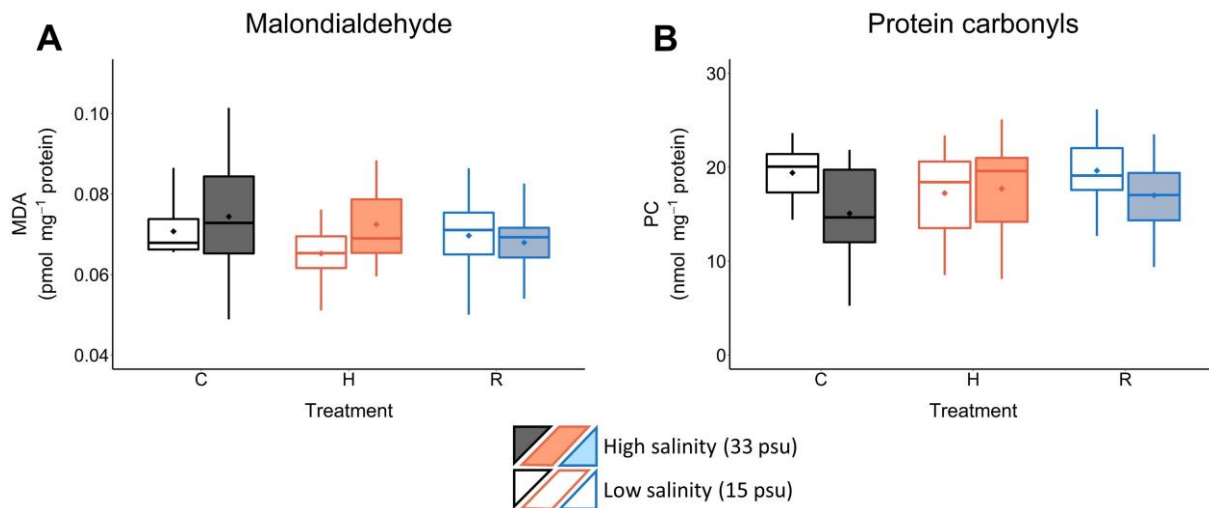 A
Malondialdehyde
MDA
(pmol mg⁻¹ protein)
0.10
0.08
0.06
0.04
C
H
R
Treatment
B
Protein carbonyls
PC
(nmol mg⁻¹ protein)
30
20
10
0
C
H
R
Treatment
High salinity (33 psu)
Low salinity (15 psu)